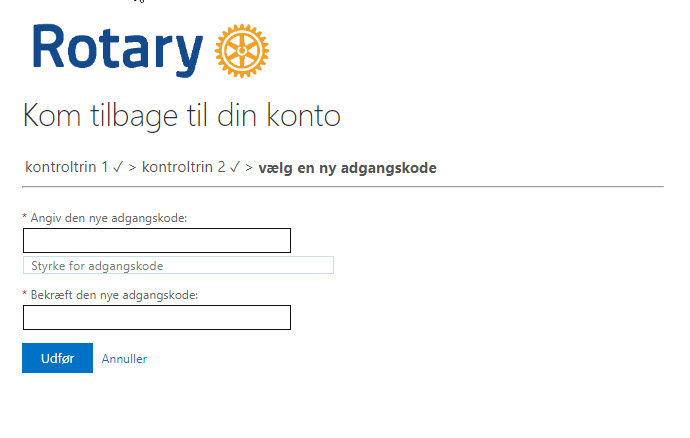 Rotary
Kom tilbage til din konto
kontroltrin 1 ✓ > kontroltrin 2 ✓ > vælg en ny adgangskode
* Angiv den nye adgangskode:
Styrke for adgangskode
* Bekræft den nye adgangskode:
Udfør Annuller